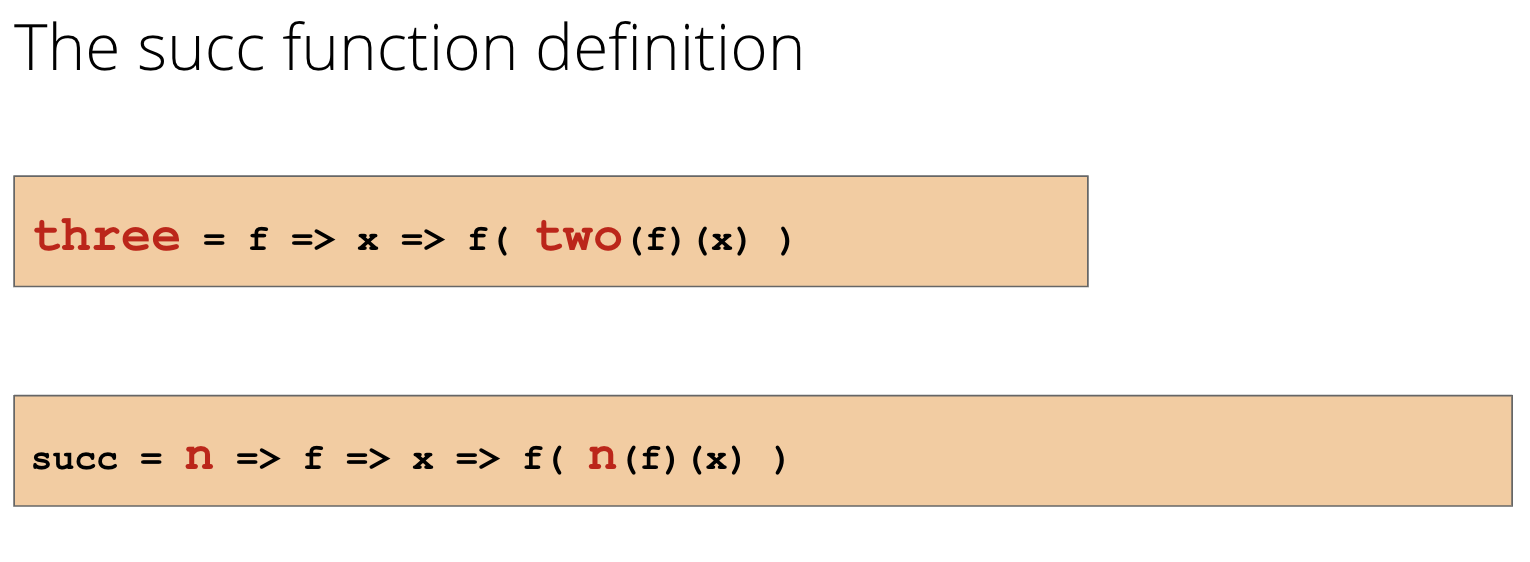 The succ function definition
three = f => x => f( two(f)(x) )
succ = n => f => x => f( n(f)(x) )